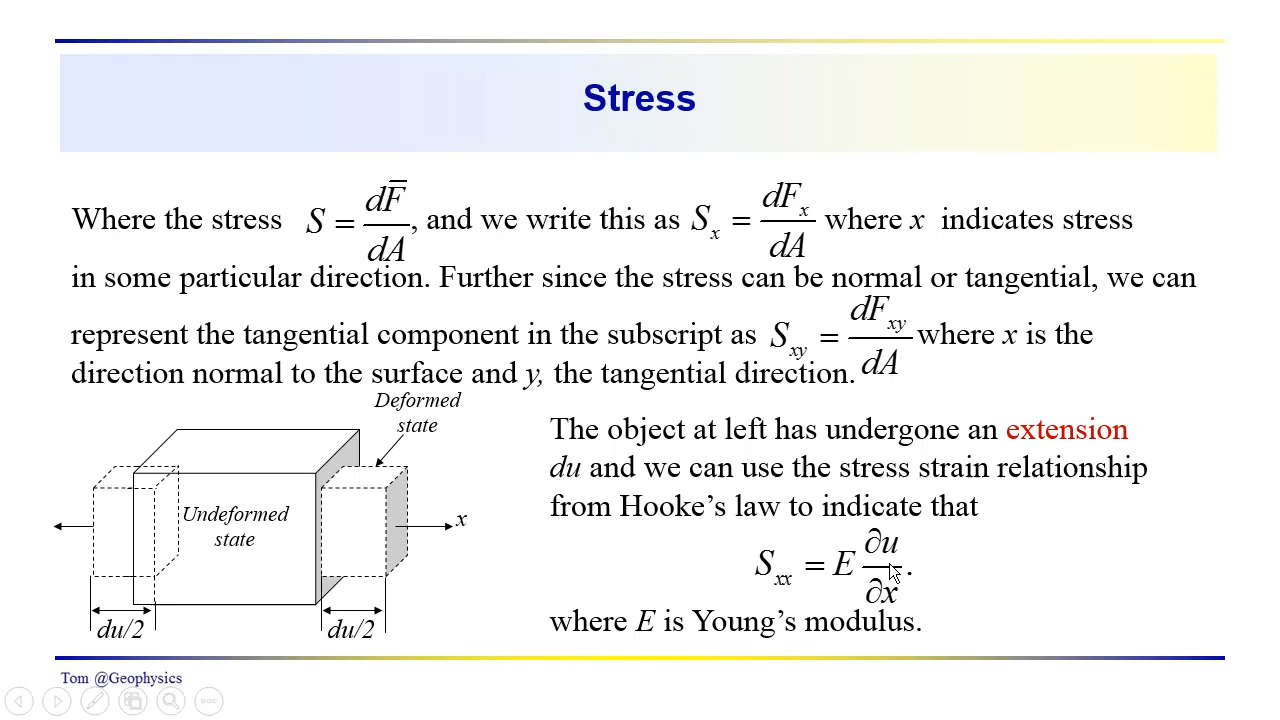 Stress
Where the stress S = dF̅/dA, and we write this as Sₓ = dFₓ/dA where x indicates stress
in some particular direction. Further since the stress can be normal or tangential, we can
represent the tangential component in the subscript as S_xy = dF_xy/dA where x is the
direction normal to the surface and y, the tangential direction.
Deformed
state
Undeformed
state
x
du/2
du/2
The object at left has undergone an extension
du and we can use the stress strain relationship
from Hooke's law to indicate that
S_xx = E ∂u/∂x.
where E is Young's modulus.
Tom @Geophysics